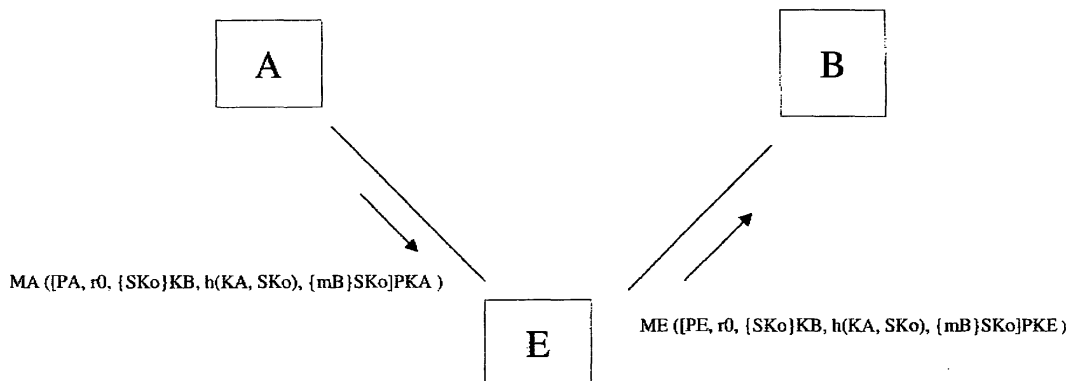 A
B
MA ([PA, r0, {SKo}KB, h(KA, SKo), {mB}SKo]PKA )
E
ME ([PE, r0, {SKo}KB, h(KA, SKo), {mB}SKo]PKE )